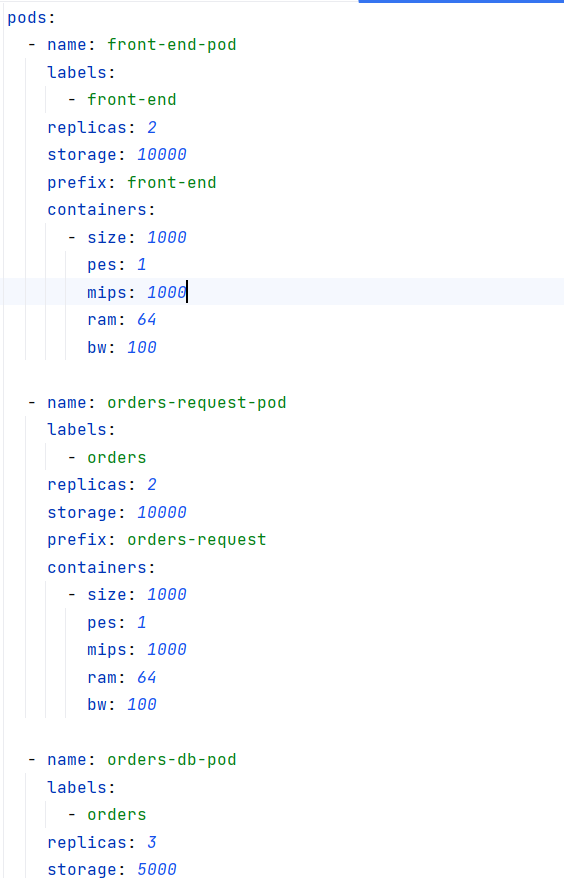 pods:
  - name: front-end-pod
    labels:
      - front-end
    replicas: 2
    storage: 10000
    prefix: front-end
    containers:
      - size: 1000
        pes: 1
        mips: 1000
        ram: 64
        bw: 100

  - name: orders-request-pod
    labels:
      - orders
    replicas: 2
    storage: 10000
    prefix: orders-request
    containers:
      - size: 1000
        pes: 1
        mips: 1000
        ram: 64
        bw: 100

  - name: orders-db-pod
    labels:
      - orders
    replicas: 3
    storage: 5000